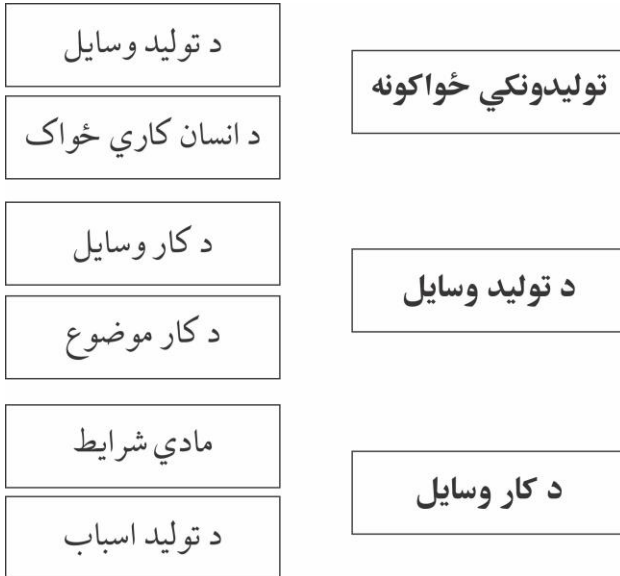 تولیدونکي ځواکونه
د تولید وسایل
د انسان کاري ځواک
د تولید وسایل
د کار وسایل
د کار موضوع
د کار وسایل
مادي شرایط
د تولید اسباب